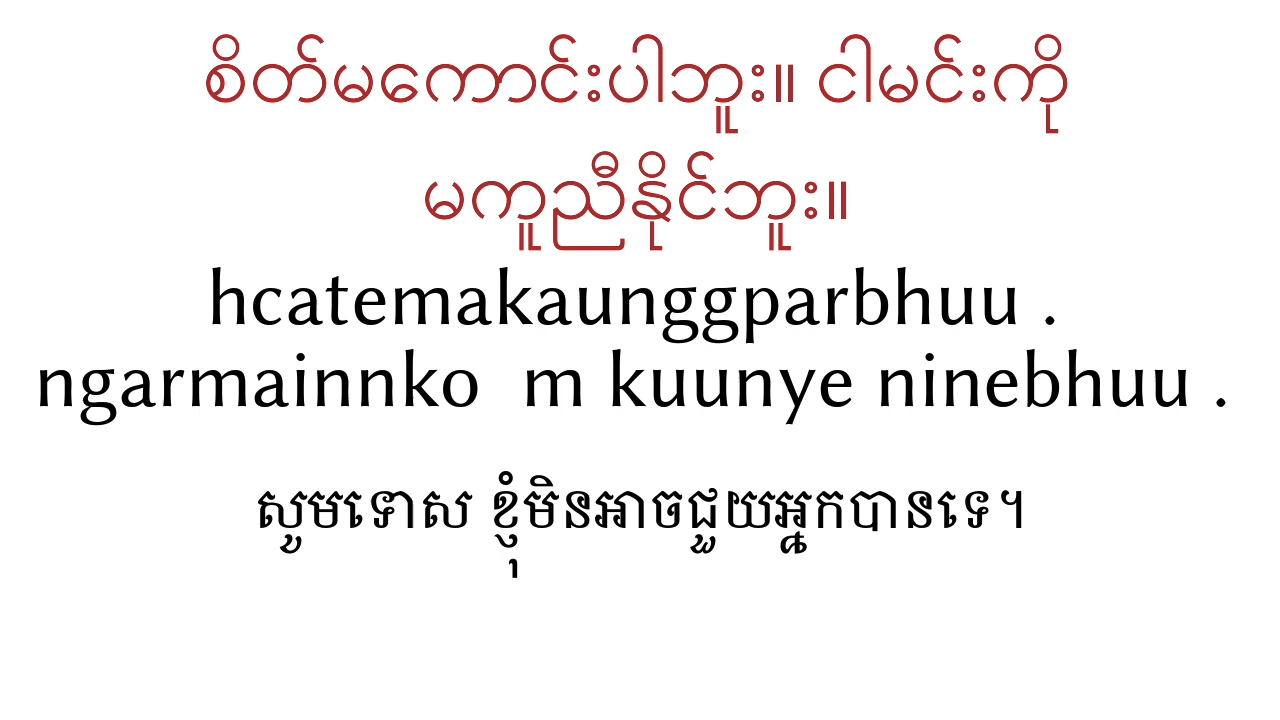 စိတ်မကောင်းပါဘူး။ ငါမင်းကို
မကူညီနိုင်ဘူး။
hcatemakaunggparbhuu .
ngarmainnko  m kuunye ninebhuu .
សូមទោស ខ្ញុំមិនអាចជួយអ្នកបានទេ។